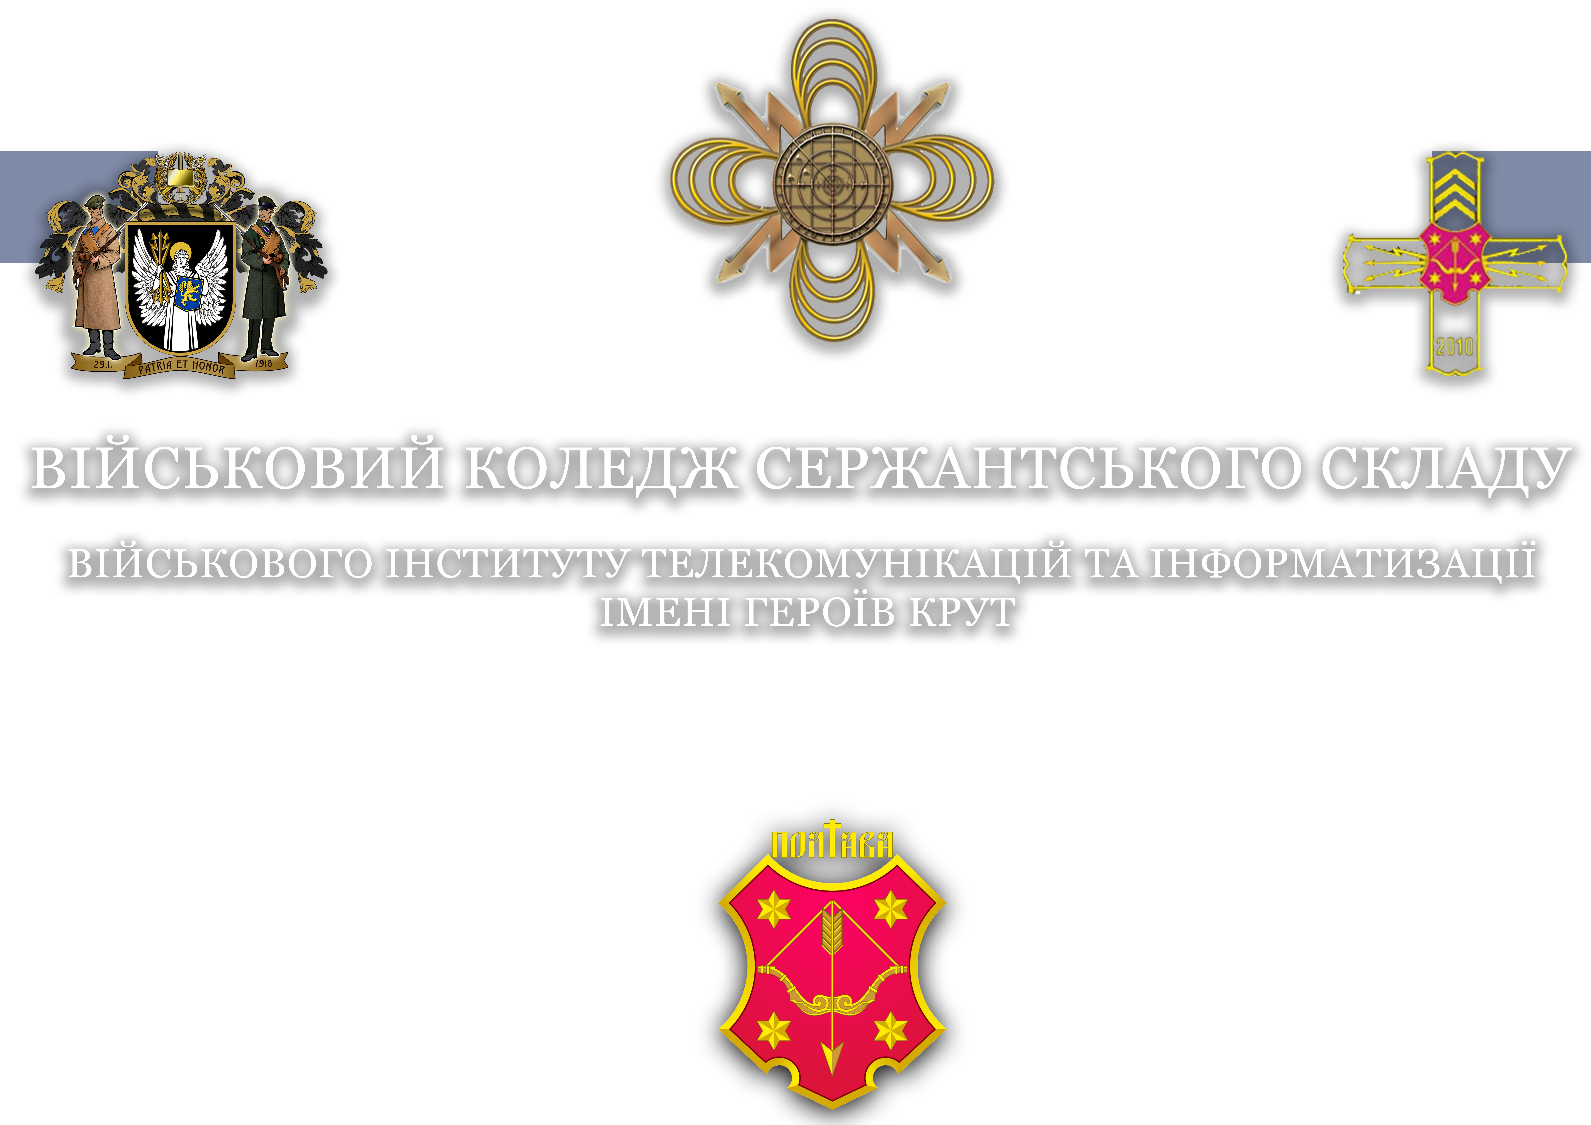 29.I.
PATRIA ET HONOR
1918
2010
ВІЙСЬКОВИЙ КОЛЕДЖ СЕРЖАНТСЬКОГО СКЛАДУ
ВІЙСЬКОВОГО ІНСТИТУТУ ТЕЛЕКОМУНІКАЦІЙ ТА ІНФОРМАТИЗАЦІЇ
ІМЕНІ ГЕРОЇВ КРУТ
ПОЛТАВА